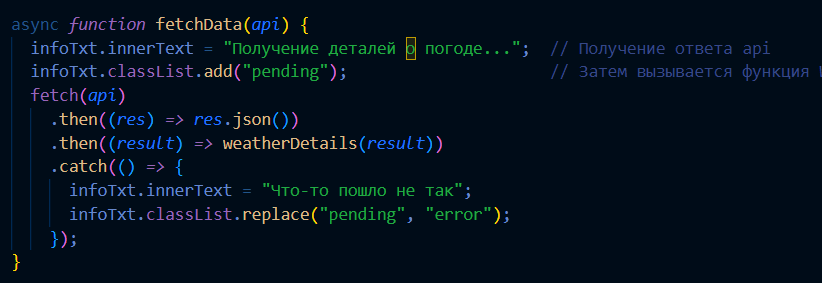 async function fetchData(api) {
infoTxt.innerText = "Получение деталей о погоде..."; // Получение ответа api
infoTxt.classList.add("pending"); // Затем вызывается функция
fetch(api)
.then((res) => res.json())
.then((result) => weatherDetails(result))
.catch(() => {
infoTxt.innerText = "Что-то пошло не так";
infoTxt.classList.replace("pending", "error");
});
}